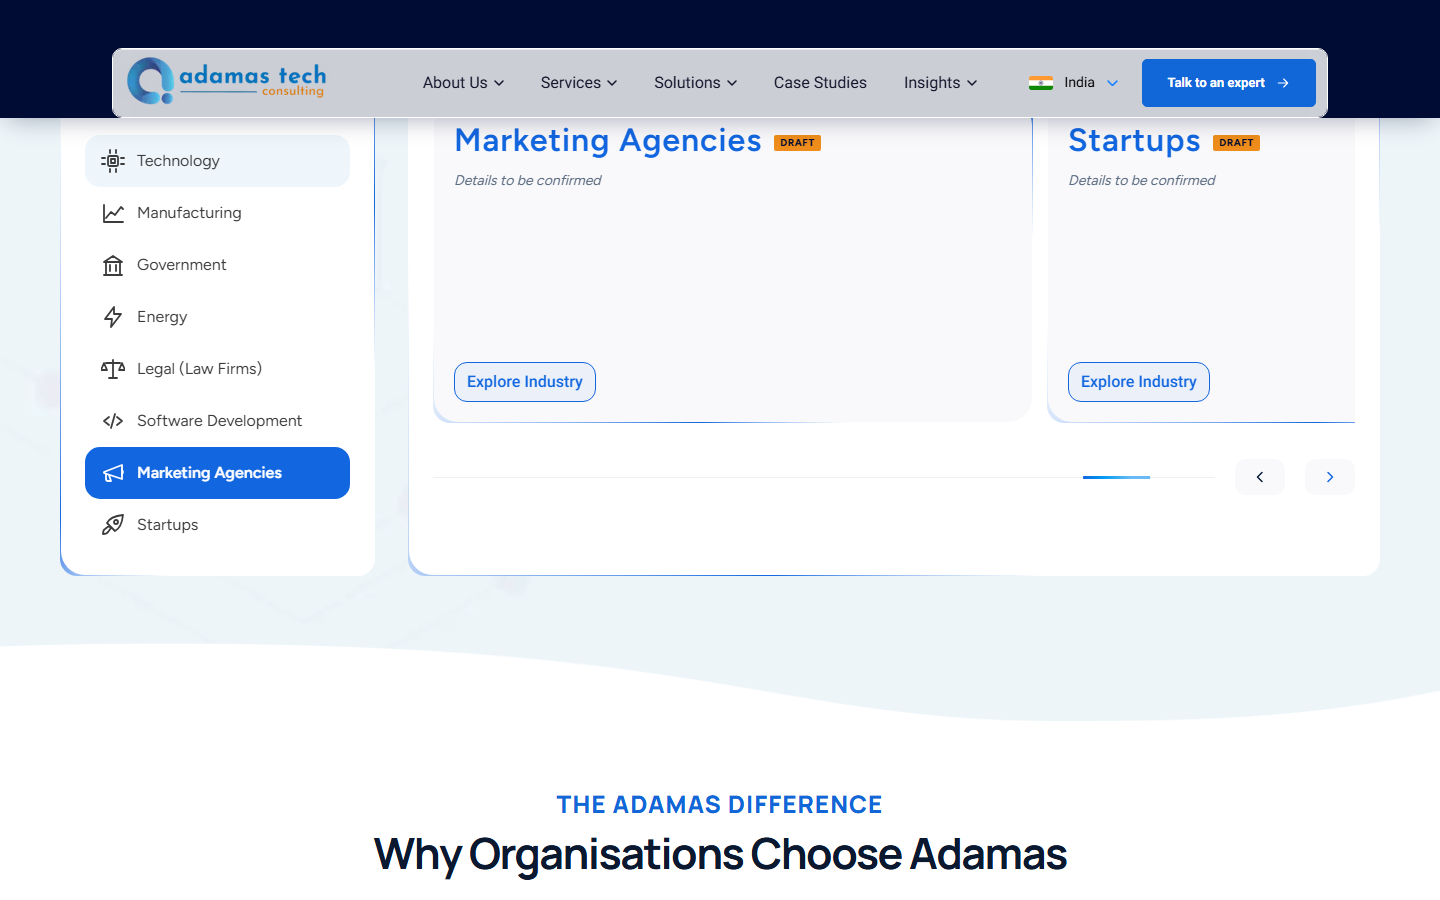 adamas tech
consulting
About Us
Services
Solutions
Case Studies
Insights
India
Talk to an expert
Technology
Manufacturing
Government
Energy
Legal (Law Firms)
Software Development
Marketing Agencies
Startups
Marketing Agencies DRAFT
Details to be confirmed
Explore Industry
Startups DRAFT
Details to be confirmed
Explore Industry
THE ADAMAS DIFFERENCE
Why Organisations Choose Adamas